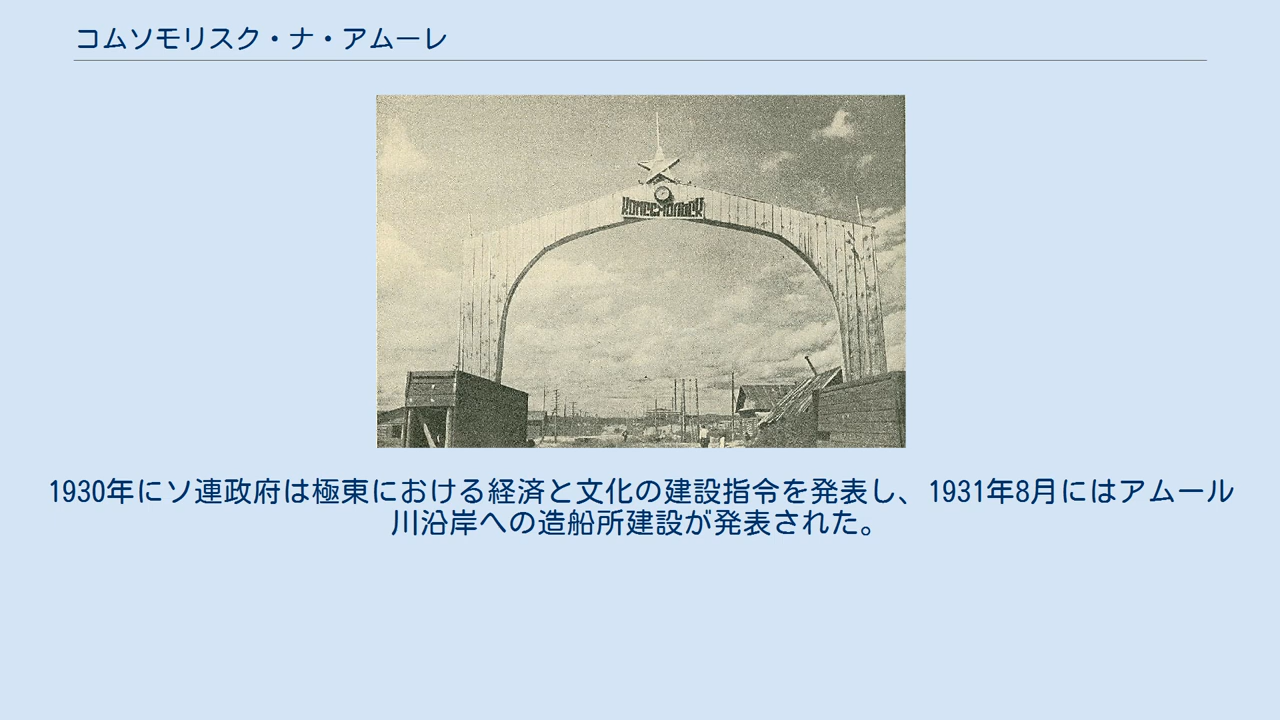 コムソモリスク・ナ・アムーレ
1930年にソ連政府は極東における経済と文化の建設指令を発表し、1931年8月にはアムール
川沿岸への造船所建設が発表された。